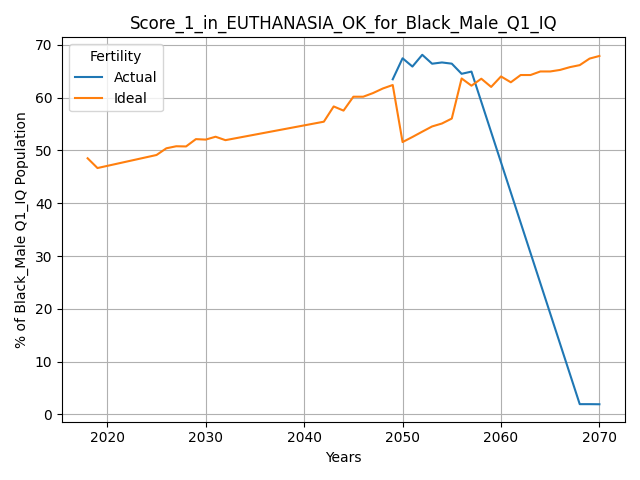 Score_1_in_EUTHANASIA_OK_for_Black_Male_Q1_IQ
% of Black_Male Q1_IQ Population
70
60
50
40
30
20
10
0
Fertility
Actual
Ideal
2020 2030 2040 2050 2060 2070
Years